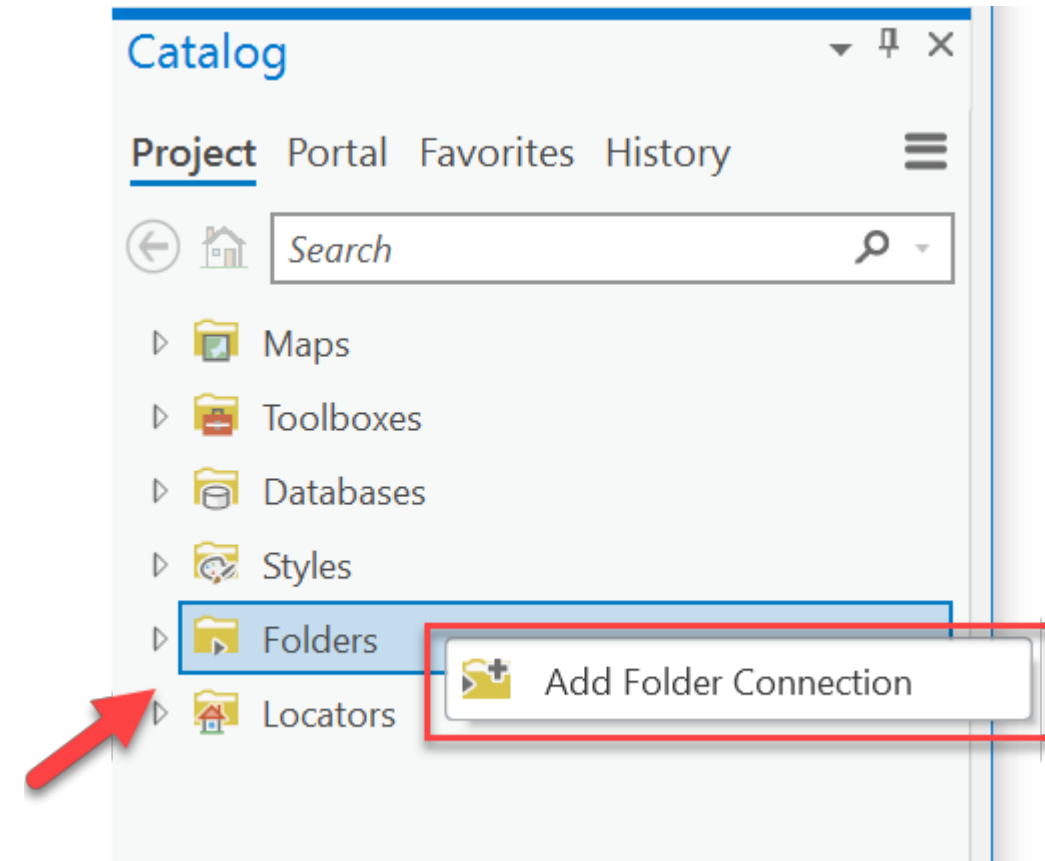 Catalog
Project Portal Favorites History
Search
Maps
Toolboxes
Databases
Styles
Folders
Add Folder Connection
Locators